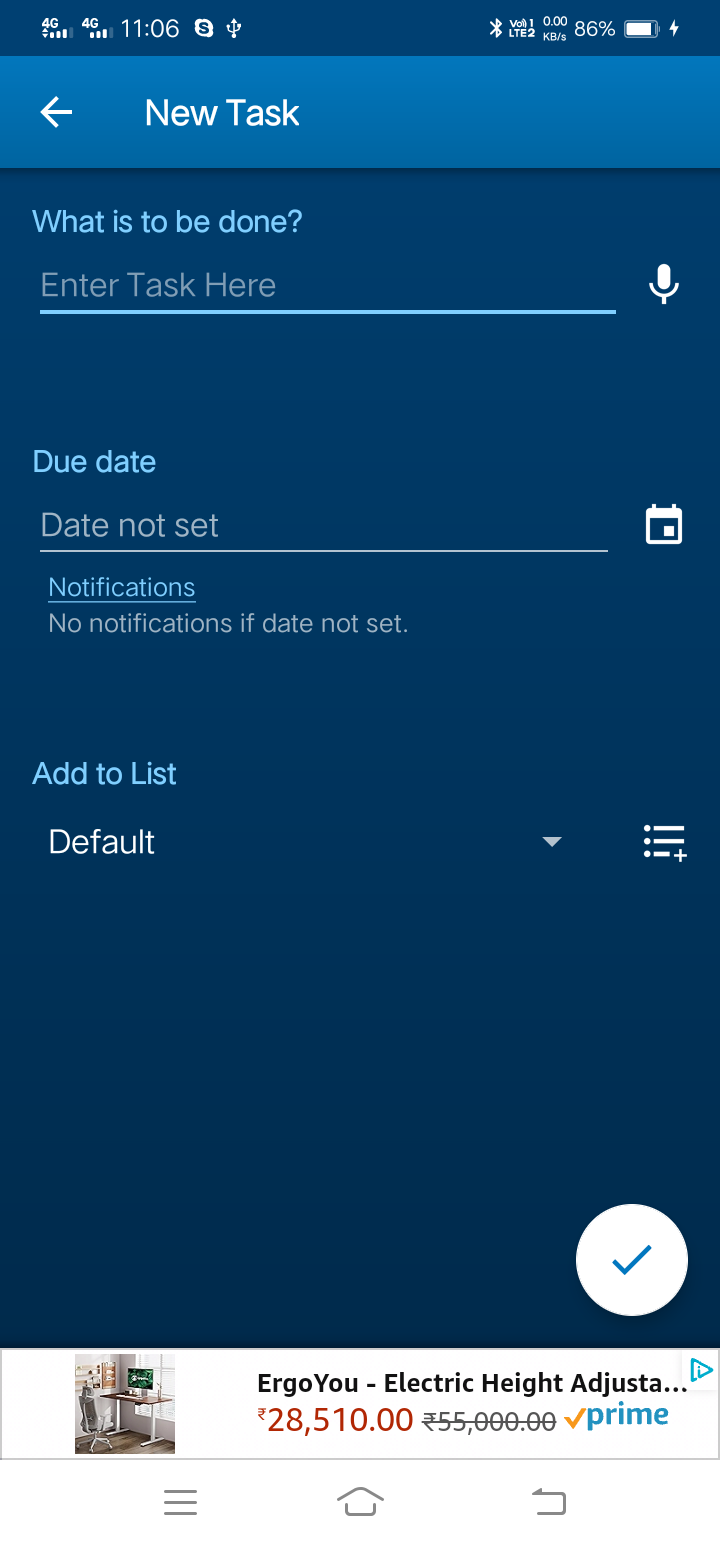 4G 4G 11:06 Vo) 1 LTE2 0.00 KB/s 86%
New Task
What is to be done?
Enter Task Here
Due date
Date not set
Notifications
No notifications if date not set.
Add to List
Default
ErgoYou - Electric Height Adjusta...
₹28,510.00 ₹55,000.00 prime